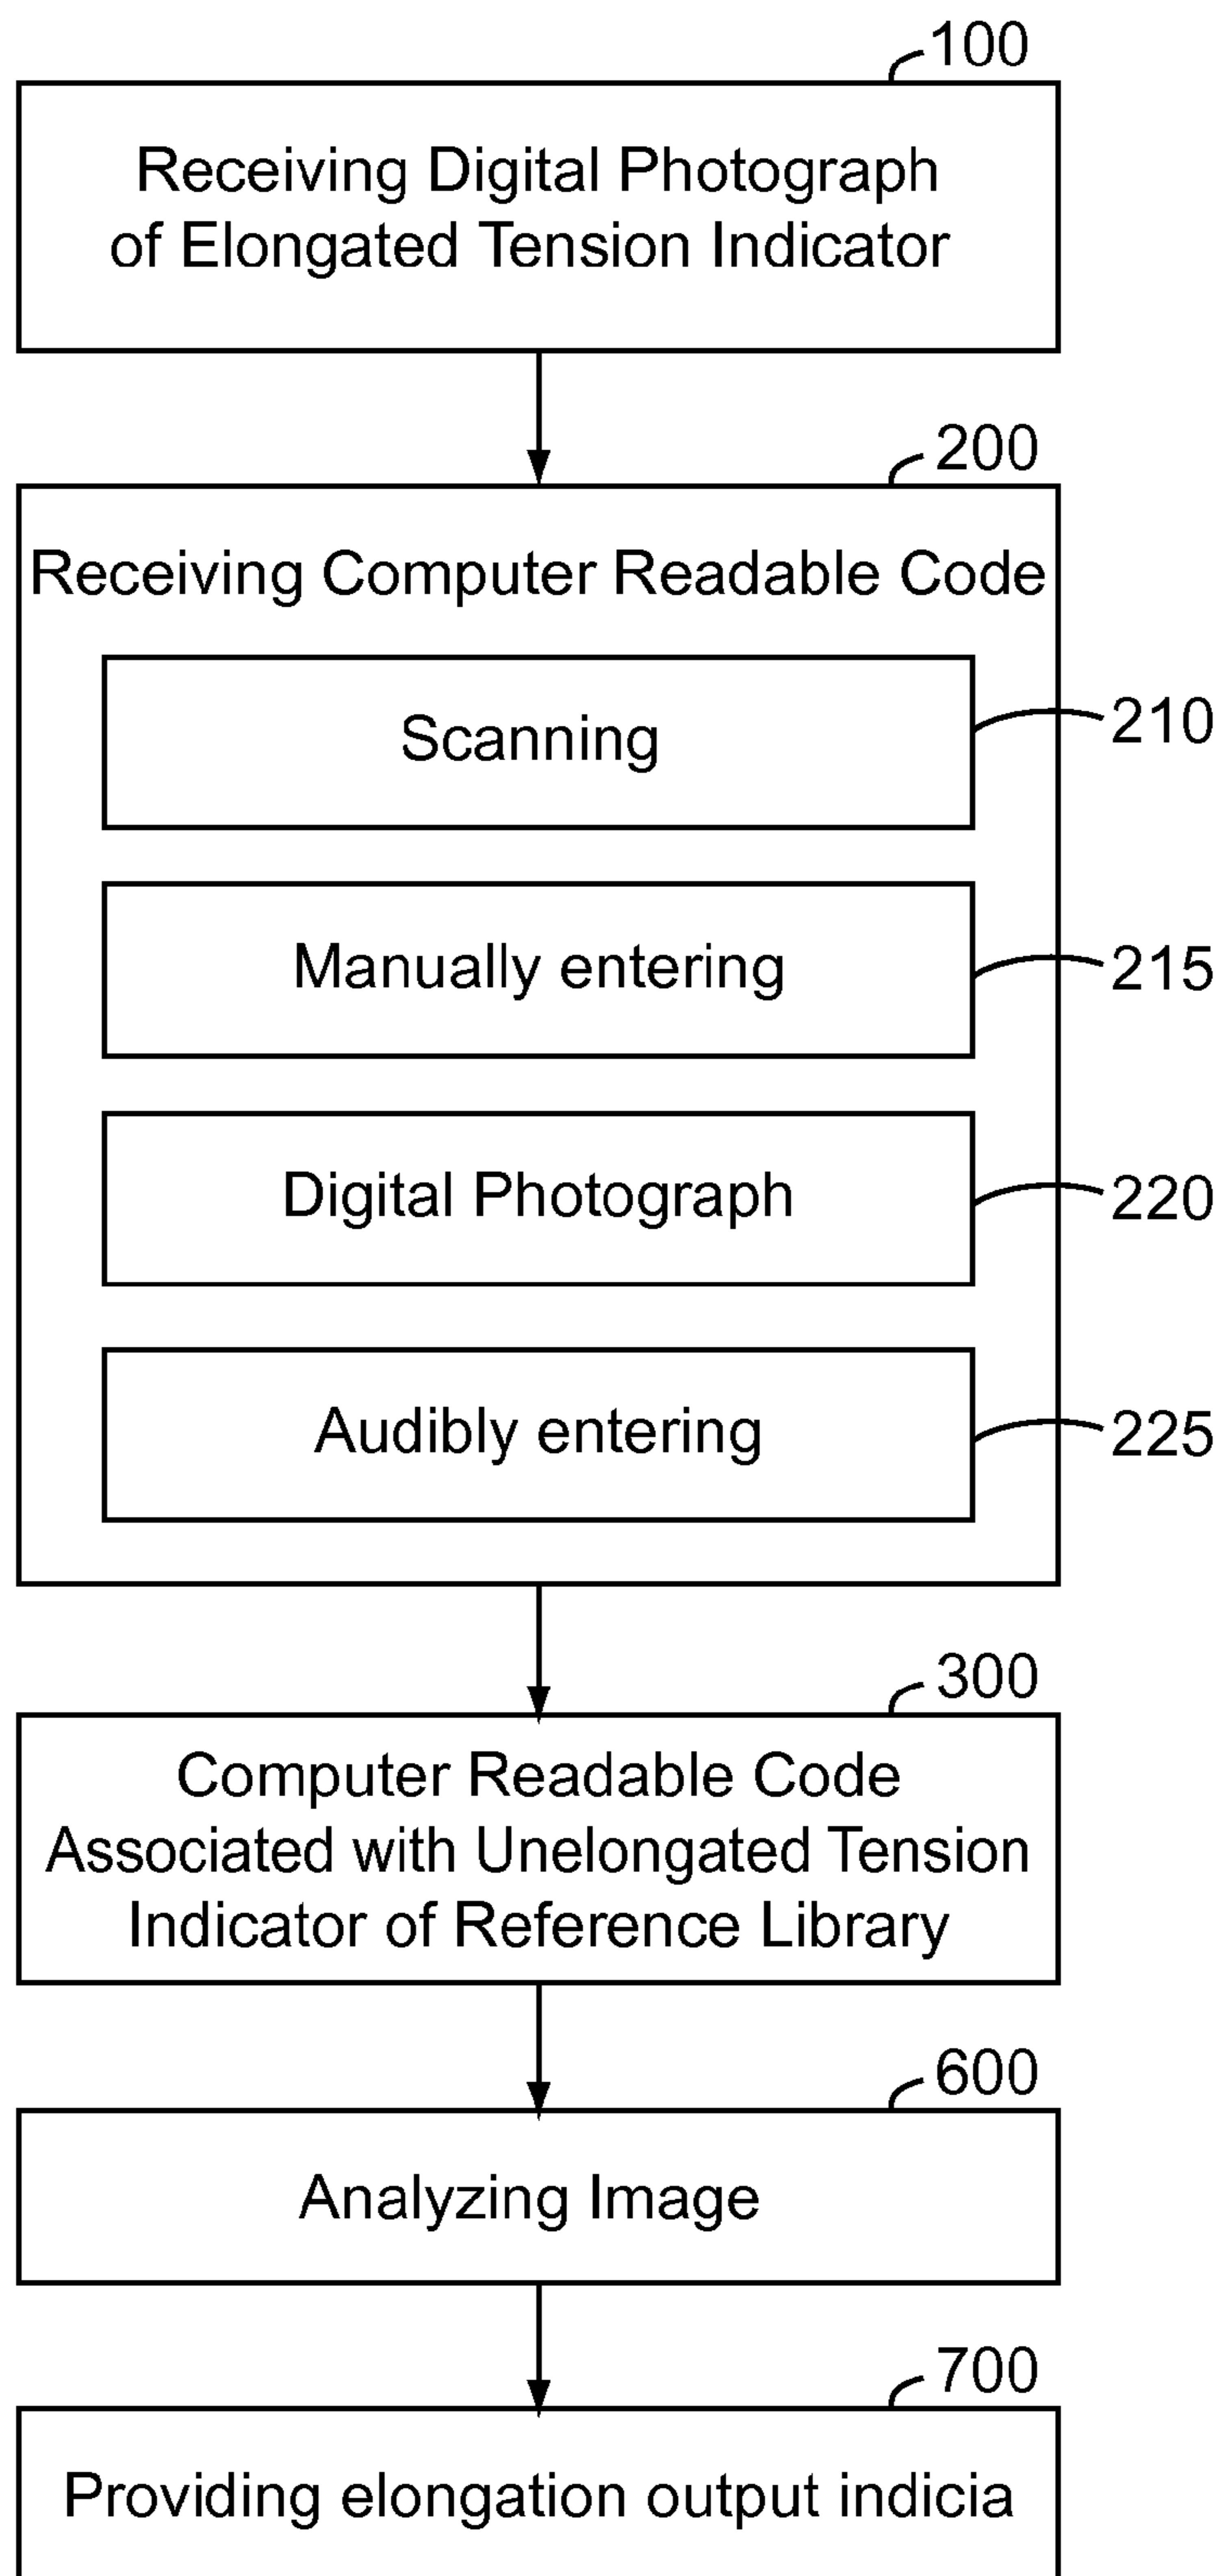 100
Receiving Digital Photograph
of Elongated Tension Indicator
200
Receiving Computer Readable Code
Scanning
210
Manually entering
215
Digital Photograph
220
Audibly entering
225
300
Computer Readable Code
Associated with Unelongated Tension
Indicator of Reference Library
600
Analyzing Image
700
Providing elongation output indicia